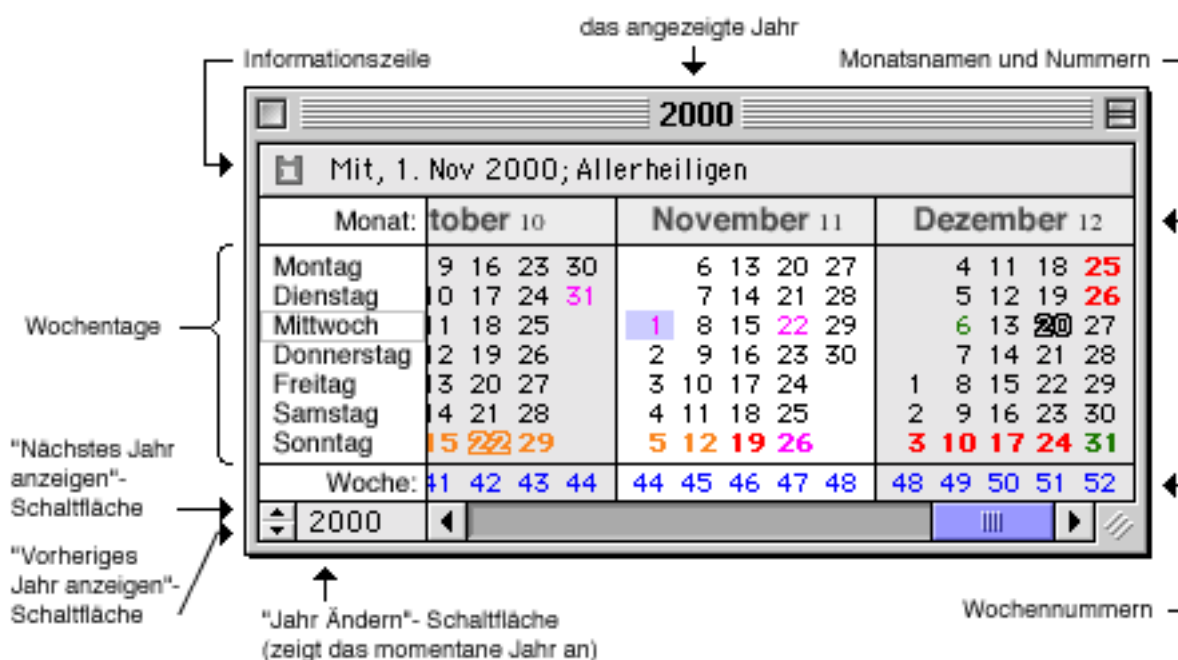 das angezeigte Jahr
Informationszeile
Monatsnamen und Nummern
2000
Mit, 1. Nov 2000; Allerheiligen
Monat: tober 10 November 11 Dezember 12
Montag 9 16 23 30 6 13 20 27 4 11 18 25
Dienstag 10 17 24 31 7 14 21 28 5 12 19 26
Wochentage
Mittwoch 11 18 25 1 8 15 22 29 6 13 20 27
Donnerstag 12 19 26 2 9 16 23 30 7 14 21 28
Freitag 13 20 27 3 10 17 24 1 8 15 22 29
Samstag 14 21 28 4 11 18 25 2 9 16 23 30
Sonntag 15 22 29 5 12 19 26 3 10 17 24 31
Woche: 41 42 43 44 44 45 46 47 48 48 49 50 51 52
2000
"Nächstes Jahr
anzeigen"-
Schaltfläche
"Vorheriges
Jahr anzeigen"-
Schaltfläche
"Jahr Ändern"- Schaltfläche
(zeigt das momentane Jahr an)
Wochennummern